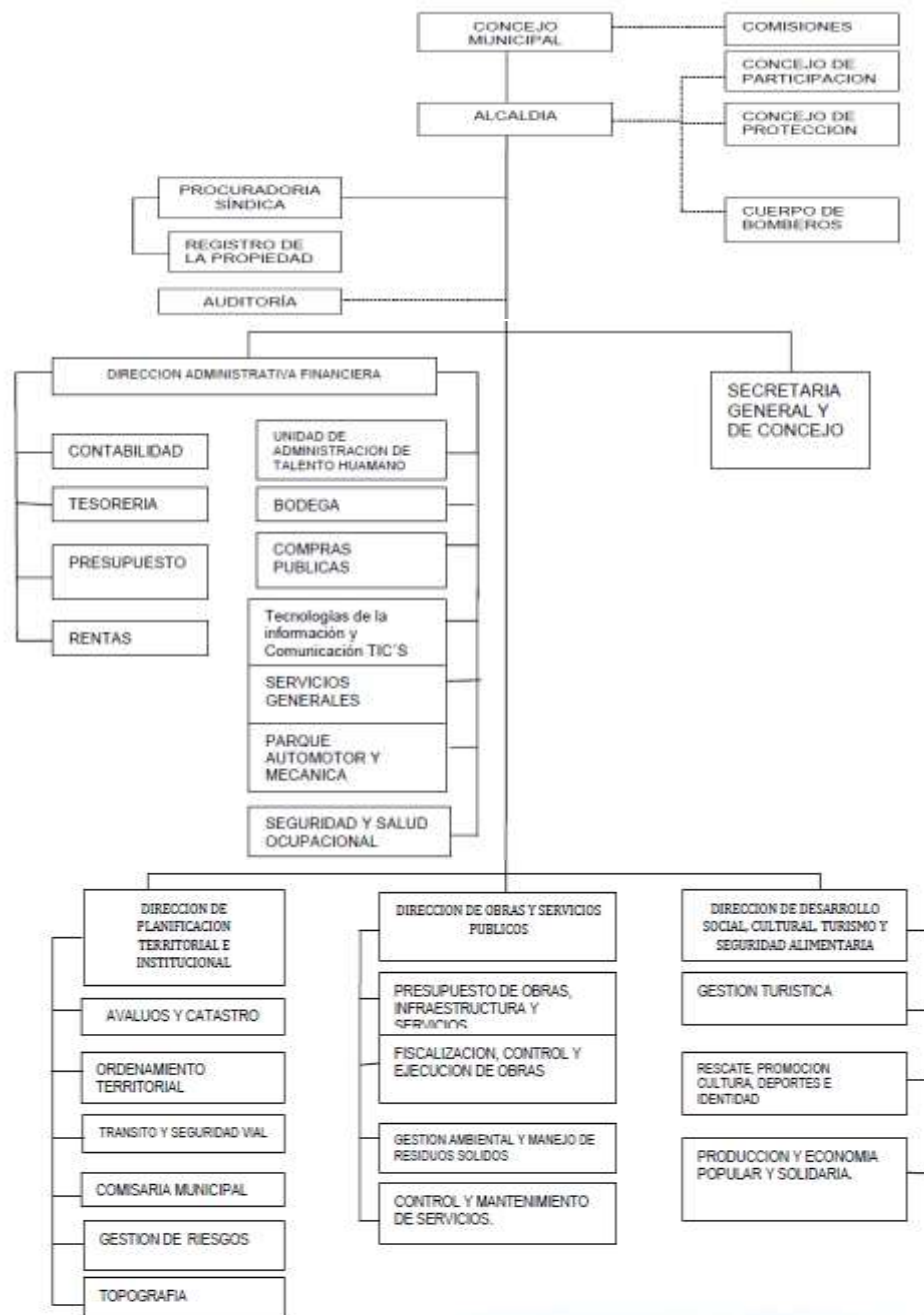 CONCEJO
MUNICIPAL
COMISIONES
CONCEJO DE
PARTICIPACION
ALCALDIA
CONCEJO DE
PROTECCION
PROCURADORIA
SÍNDICA
CUERPO DE
BOMBEROS
REGISTRO DE
LA PROPIEDAD
AUDITORÍA
DIRECCION ADMINISTRATIVA FINANCIERA
SECRETARIA
GENERAL Y
DE CONCEJO
CONTABILIDAD
TESORERIA
PRESUPUESTO
RENTAS
UNIDAD DE
ADMINISTRACION DE
TALENTO HUAMANO
BODEGA
COMPRAS
PUBLICAS
Tecnologías de la
información y
Comunicación TIC´S
SERVICIOS
GENERALES
PARQUE
AUTOMOTOR Y
MECANICA
SEGURIDAD Y SALUD
OCUPACIONAL
DIRECCION DE
PLANIFICACION
TERRITORIAL E
INSTITUCIONAL
AVALUOS Y CATASTRO
ORDENAMIENTO
TERRITORIAL
TRANSITO Y SEGURIDAD VIAL
COMISARIA MUNICIPAL
GESTION DE RIESGOS
TOPOGRAFIA
DIRECCION DE OBRAS Y SERVICIOS
PUBLICOS
PRESUPUESTO DE OBRAS,
INFRAESTRUCTURA Y
SERVICIOS
FISCALIZACION, CONTROL Y
EJECUCION DE OBRAS
GESTION AMBIENTAL Y MANEJO DE
RESIDUOS SOLIDOS
CONTROL Y MANTENIMIENTO
DE SERVICIOS.
DIRECCION DE DESARROLLO
SOCIAL, CULTURAL, TURISMO Y
SEGURIDAD ALIMENTARIA
GESTION TURISTICA
RESCATE, PROMOCION
CULTURA, DEPORTES E
IDENTIDAD
PRODUCCION Y ECONOMIA
POPULAR Y SOLIDARIA.